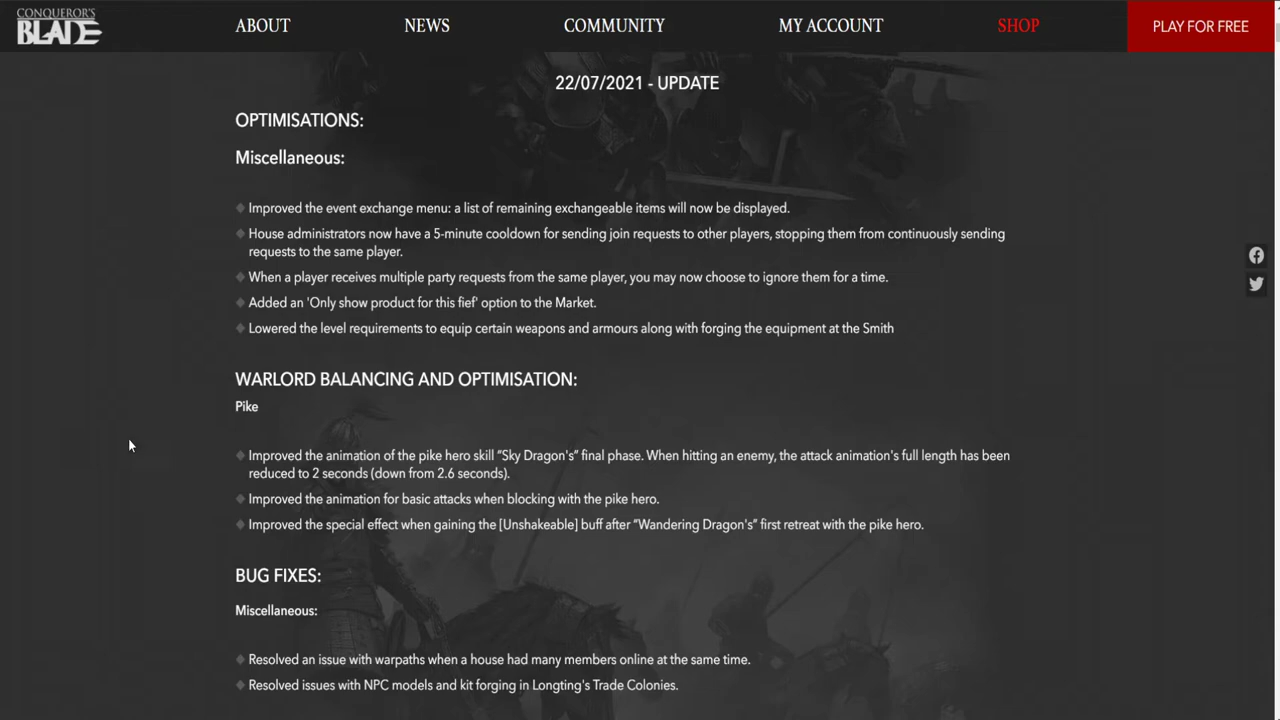 CONQUEROR'S
BLADE
ABOUT
NEWS
COMMUNITY
MY ACCOUNT
SHOP
PLAY FOR FREE
22/07/2021 - UPDATE
OPTIMISATIONS:
Miscellaneous:
Improved the event exchange menu: a list of remaining exchangeable items will now be displayed.
House administrators now have a 5-minute cooldown for sending join requests to other players, stopping them from continuously sending
requests to the same player.
When a player receives multiple party requests from the same player, you may now choose to ignore them for a time.
Added an 'Only show product for this fief' option to the Market.
Lowered the level requirements to equip certain weapons and armours along with forging the equipment at the Smith
WARLORD BALANCING AND OPTIMISATION:
Pike
Improved the animation of the pike hero skill “Sky Dragon's” final phase. When hitting an enemy, the attack animation's full length has been
reduced to 2 seconds (down from 2.6 seconds).
Improved the animation for basic attacks when blocking with the pike hero.
Improved the special effect when gaining the [Unshakeable] buff after “Wandering Dragon's” first retreat with the pike hero.
BUG FIXES:
Miscellaneous:
Resolved an issue with warpaths when a house had many members online at the same time.
Resolved issues with NPC models and kit forging in Longting's Trade Colonies.